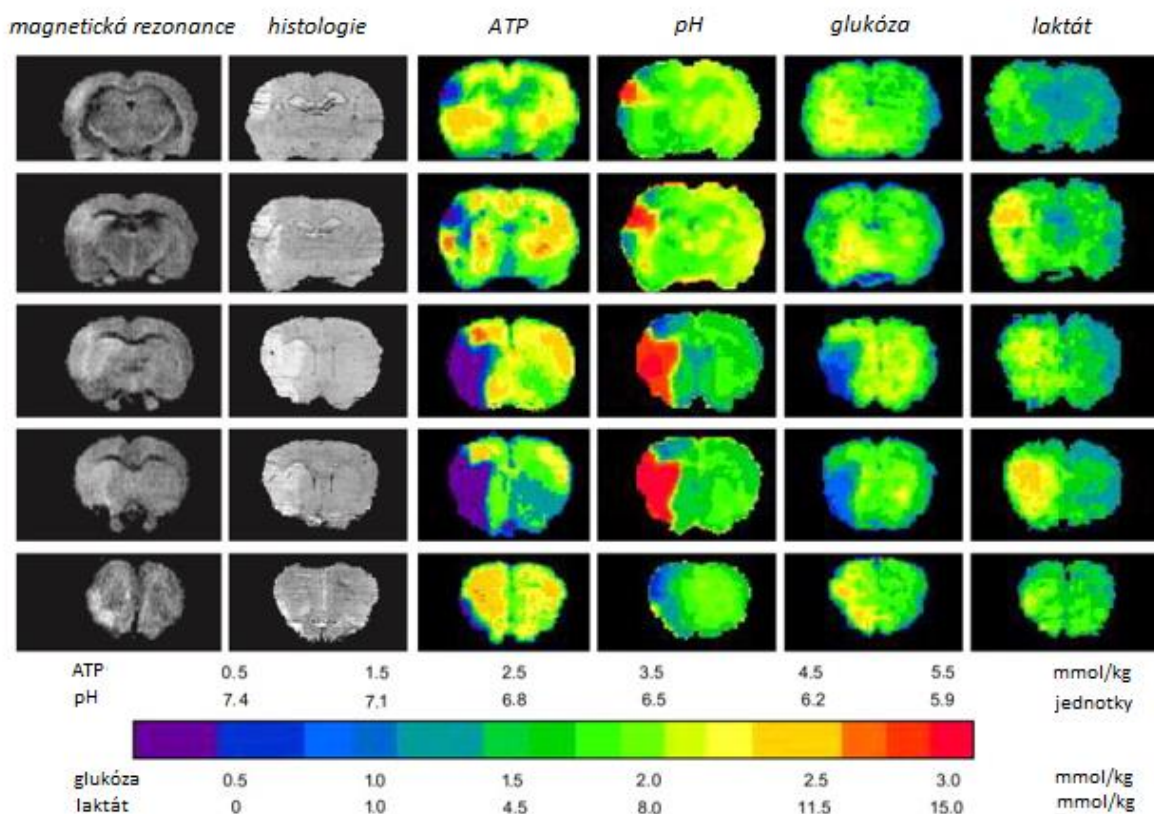 magnetická rezonance histologie ATP pH glukóza laktát
ATP 0.5 1.5 2.5 3.5 4.5 5.5 mmol/kg
pH 7.4 7.1 6.8 6.5 6.2 5.9 jednotky
glukóza 0.5 1.0 1.5 2.0 2.5 3.0 mmol/kg
laktát 0 1.0 4.5 8.0 11.5 15.0 mmol/kg